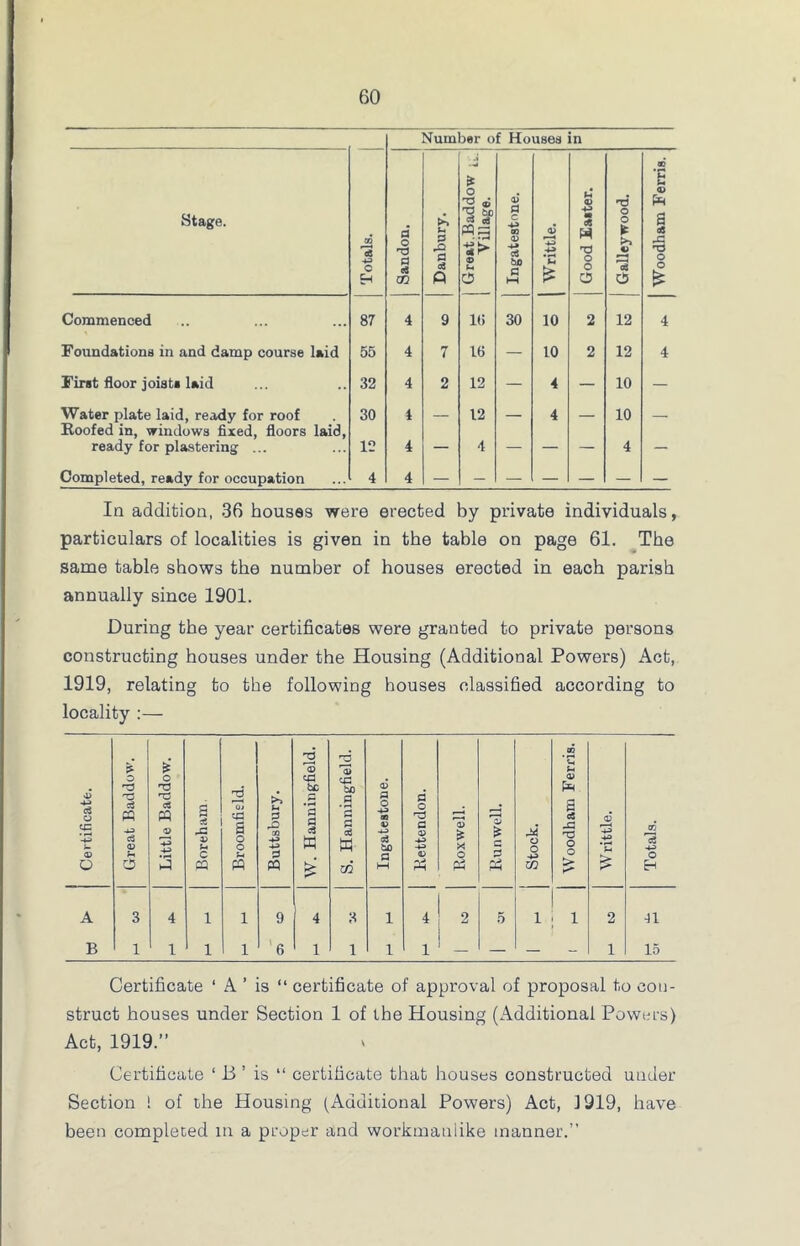 60
Number of Houses in
Stage. Totals. Sandon. Danbury. Great Baddow Village. Ingatestone. Writtle. Good Easter. Galleywood. Woodham Ferris.
Commenced .. ... ... 87 4 9 16 30 10 2 12 4
Foundations in and damp course laid 55 4 7 16 — 10 2 12 4
First floor joists laid ... .. 32 4 2 12 — 4 — 10 —
Water plate laid, ready for roof . 30 4 — 12 — 4 — 10 —
Roofed in, windows fixed, floors laid,
ready for plastering ... ... 12 4 — 4 — — — 4 —
Completed, ready for occupation ... 4 4 — — — — — — —
In addition, 36 houses were erected by private individuals,
particulars of localities is given in the table on page 61. The
same table shows the number of houses erected in each parish
annually since 1901.
During the year certificates were granted to private persons
constructing houses under the Housing (Additional Powers) Act,
1919, relating to the following houses classified according to
locality :—
Certificate. Great Baddow. Little Baddow. Boreham Broomfield. Buttsbury. W. Hanningfield. S. Hanningfield. Ingatestone. Rettendon. Roxwell. Runwell. Stock. Woodham Ferris. Writtle. Totals.
A 3 4 1 1 9 4 3 1 4 2 5 1 1 2 41
B 1 1 1 1 6 1 1 1 1 — — — — 1 15
Certificate ‘ A ’ is “ certificate of approval of proposal to con-
struct houses under Section 1 of the Housing (Additional Powers)
Act, 1919.”
Certificate ‘ B ’ is “ certificate that houses constructed under
Section 1 of the Housing (Additional Powers) Act, 1919, have
been completed in a proper and workmanlike manner.”